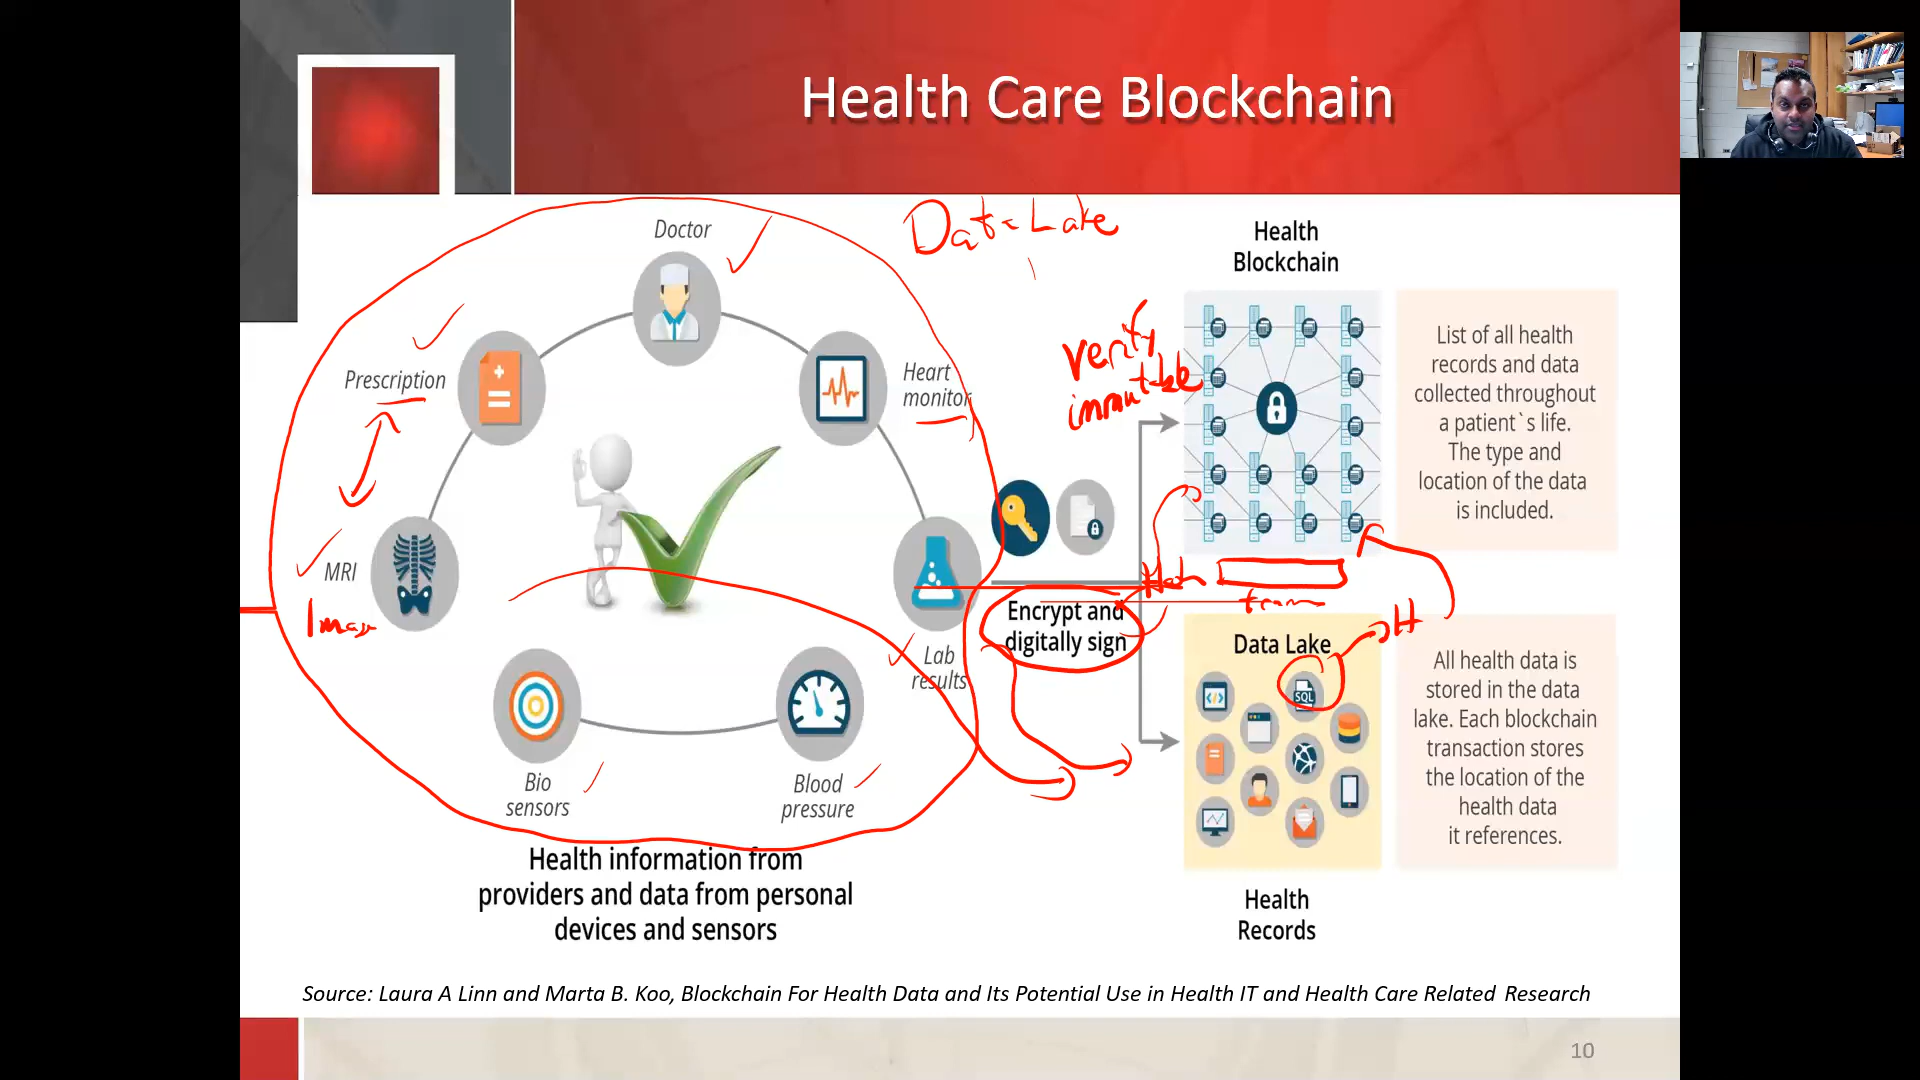 Health Care Blockchain
Data Lake
Doctor
Health
Blockchain
Prescription
Heart
monitor
verify
immutable
List of all health
records and data
collected throughout
a patient`s life.
The type and
location of the data
is included.
MRI
Image
Encrypt and
digitally sign
Hash
tran
H
Lab
results
Data Lake
SQL
All health data is
stored in the data
lake. Each blockchain
transaction stores
the location of the
health data
it references.
Bio
sensors
Blood
pressure
Health information from
providers and data from personal
devices and sensors
Health
Records
Source: Laura A Linn and Marta B. Koo, Blockchain For Health Data and Its Potential Use in Health IT and Health Care Related Research
10